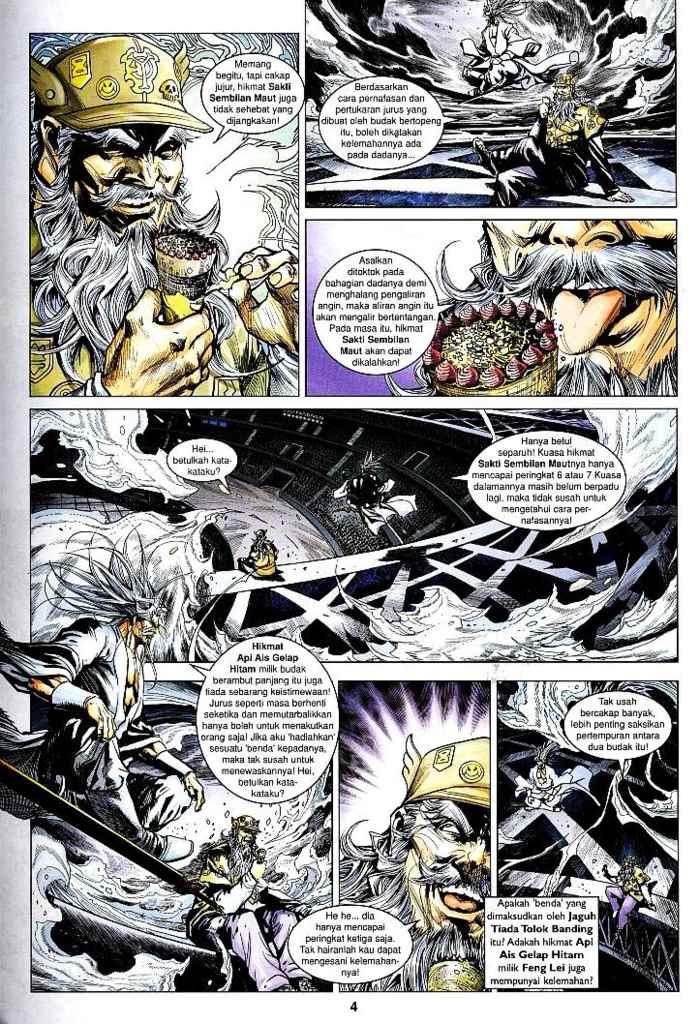 Memang
begitu, tapi cakap
jujur, hikmat Sakti
Sembilan Maut juga
tidak sehebat yang
dijangkakan!
Berdasarkan
cara pernafasan dan
pertukaran jurus yang
dibuat oleh budak bertopeng
itu, boleh dikatakan
kelemahannya ada
pada dadanya...
Asalkan
ditotok pada
bahagian dadanya demi
menghalang pengaliran
angin, maka aliran angin itu
akan mengalir bertentangan.
Pada masa itu, hikmat
Sakti Sembilan
Maut akan dapat
dikalahkan!
Hei...
betulkah kata-
kataku?
Hanya betul
separuh! Kuasa hikmat
Sakti Sembilan Mautnya hanya
mencapai peringkat 6 atau 7 Kuasa
dalamannya masih belum berpadu
lagi, maka tidak susah untuk
mengetahui cara per-
nafasannya!
Hikmat
Api Ais Gelap
Hitam milik budak
berambut panjang itu juga
tiada sebarang keistimewaan!
Jurus seperti masa berhenti
seketika dan memutarbalikkan
hanya boleh untuk menakutkan
orang saja! Jika aku 'hadiahkan'
sesuatu 'benda' kepadanya,
maka tak susah untuk
menewaskannya! Hei,
betulkan kata-
kataku?
He he... dia
hanya mencapai
peringkat ketiga saja.
Tak hairanlah kau dapat
mengesani kelemahan-
nya!
Tak usah
bercakap banyak,
lebih penting saksikan
pertempuran antara
dua budak itu!
Apakah 'benda' yang
dimaksudkan oleh Jaguh
Tiada Tolok Banding
itu? Adakah hikmat Api
Ais Gelap Hitam
milik Feng Lei juga
mempunyai kelemahan?
4